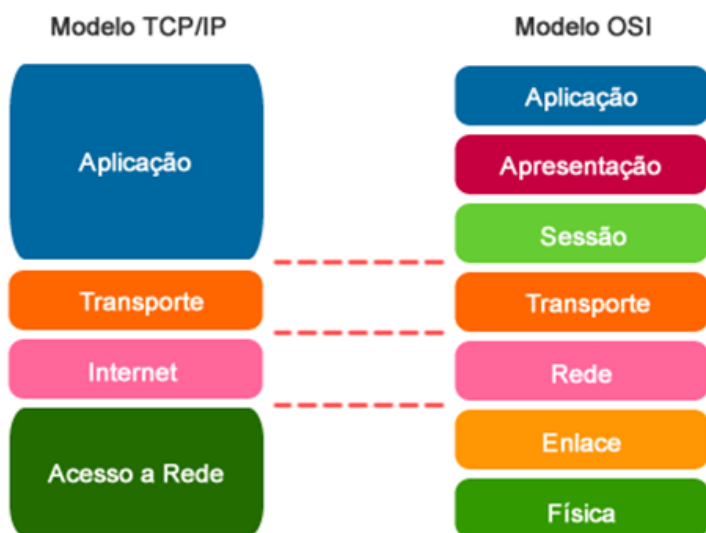 Modelo TCP/IP
Aplicação
Transporte
Internet
Acesso a Rede
Modelo OSI
Aplicação
Apresentação
Sessão
Transporte
Rede
Enlace
Física